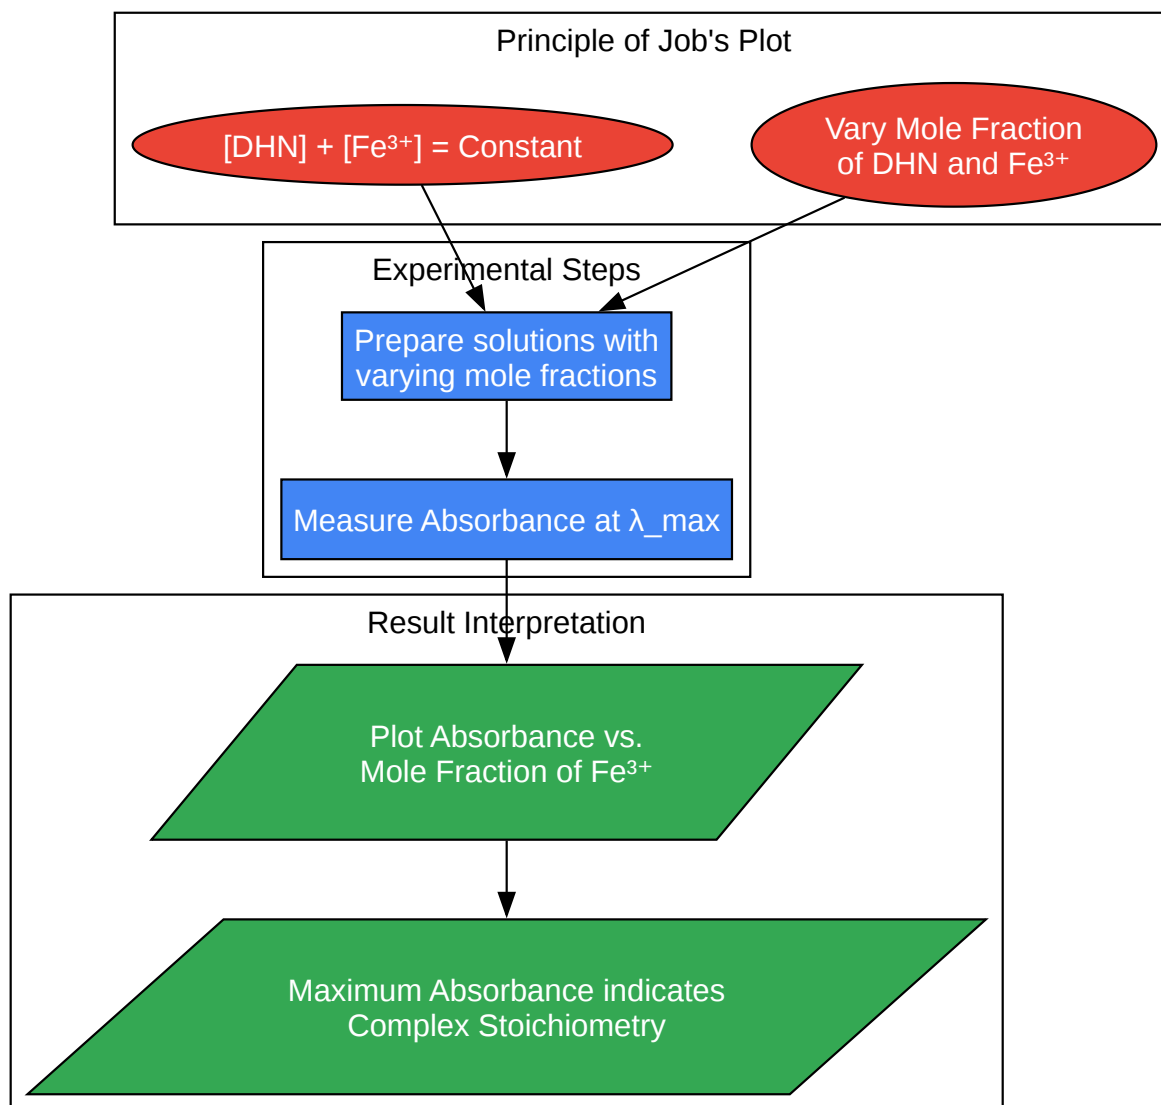 Principle of Job's Plot
[DHN] + [Fe³⁺] = Constant
Vary Mole Fraction
of DHN and Fe³⁺
Experimental Steps
Prepare solutions with
varying mole fractions
Measure Absorbance at λ_max
Result Interpretation
Plot Absorbance vs.
Mole Fraction of Fe³⁺
Maximum Absorbance indicates
Complex Stoichiometry